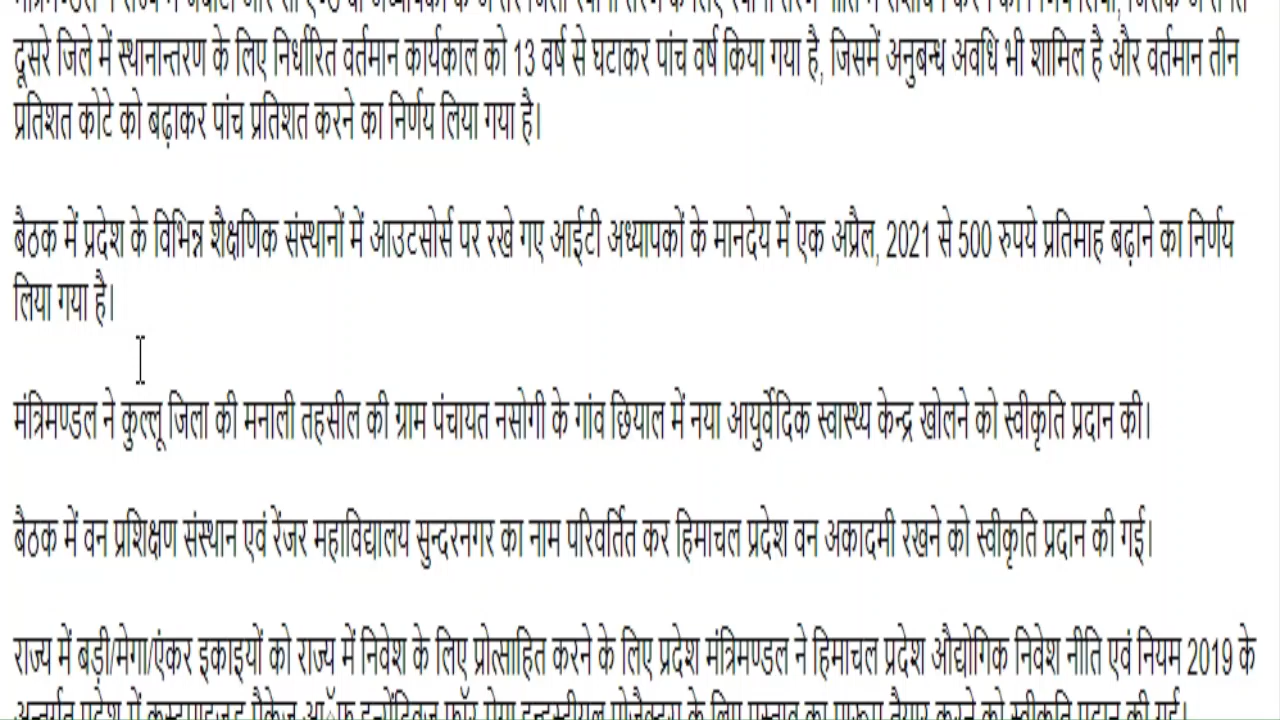 दूसरे जिले में स्थानान्तरण के लिए निर्धारित वर्तमान कार्यकाल को 13 वर्ष से घटाकर पांच वर्ष किया गया है, जिसमें अनुबन्ध अवधि भी शामिल है और वर्तमान तीन
प्रतिशत कोटे को बढ़ाकर पांच प्रतिशत करने का निर्णय लिया गया है।
बैठक में प्रदेश के विभिन्न शैक्षणिक संस्थानों में आउटसोर्स पर रखे गए आईटी अध्यापकों के मानदेय में एक अप्रैल, 2021 से 500 रुपये प्रतिमाह बढ़ाने का निर्णय
लिया गया है।
मंत्रिमण्डल ने कुल्लू जिला की मनाली तहसील की ग्राम पंचायत नसोगी के गांव छियाल में नया आयुर्वेदिक स्वास्थ्य केन्द्र खोलने को स्वीकृति प्रदान की।
बैठक में वन प्रशिक्षण संस्थान एवं रेंजर महाविद्यालय सुन्दरनगर का नाम परिवर्तित कर हिमाचल प्रदेश वन अकादमी रखने को स्वीकृति प्रदान की गई।
राज्य में बड़ी/मेगा/एंकर इकाइयों को राज्य में निवेश के लिए प्रोत्साहित करने के लिए प्रदेश मंत्रिमण्डल ने हिमाचल प्रदेश औद्योगिक निवेश नीति एवं नियम 2019 के